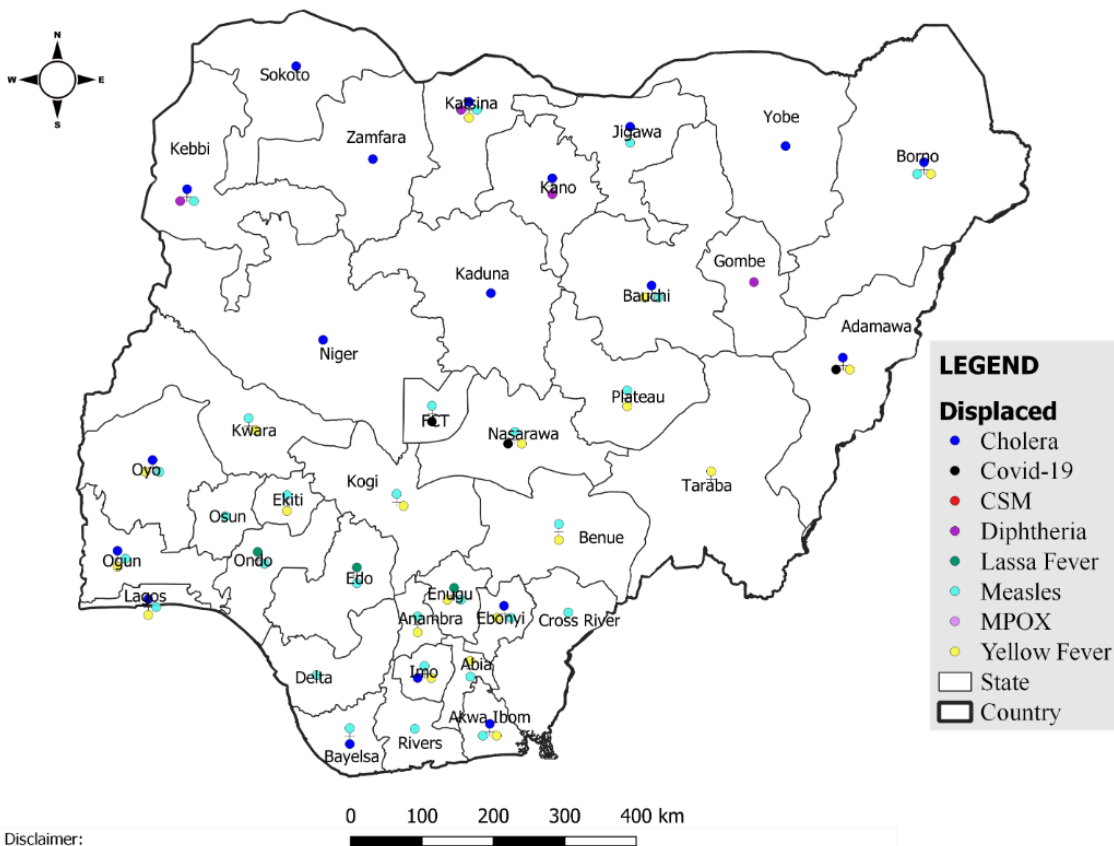 N
W E
S
Sokoto
Katsina
Zamfara
Jigawa
Yobe
Kebbi
Borno
Kano
Gombe
Kaduna
Bauchi
Adamawa
Niger
Plateau
FCT
Kwara
Nasarawa
Oyo
Kogi
Taraba
Ekiti
Osun
Benue
Ogun
Ondo
Edo
Lagos
Enugu
Anambra
Ebonyi
Cross River
Delta
Imo
Abia
Akwa Ibom
Rivers
Bayelsa
LEGEND
Displaced
Cholera
Covid-19
CSM
Diphtheria
Lassa Fever
Measles
MPOX
Yellow Fever
State
Country
0 100 200 300 400 km
Disclaimer: